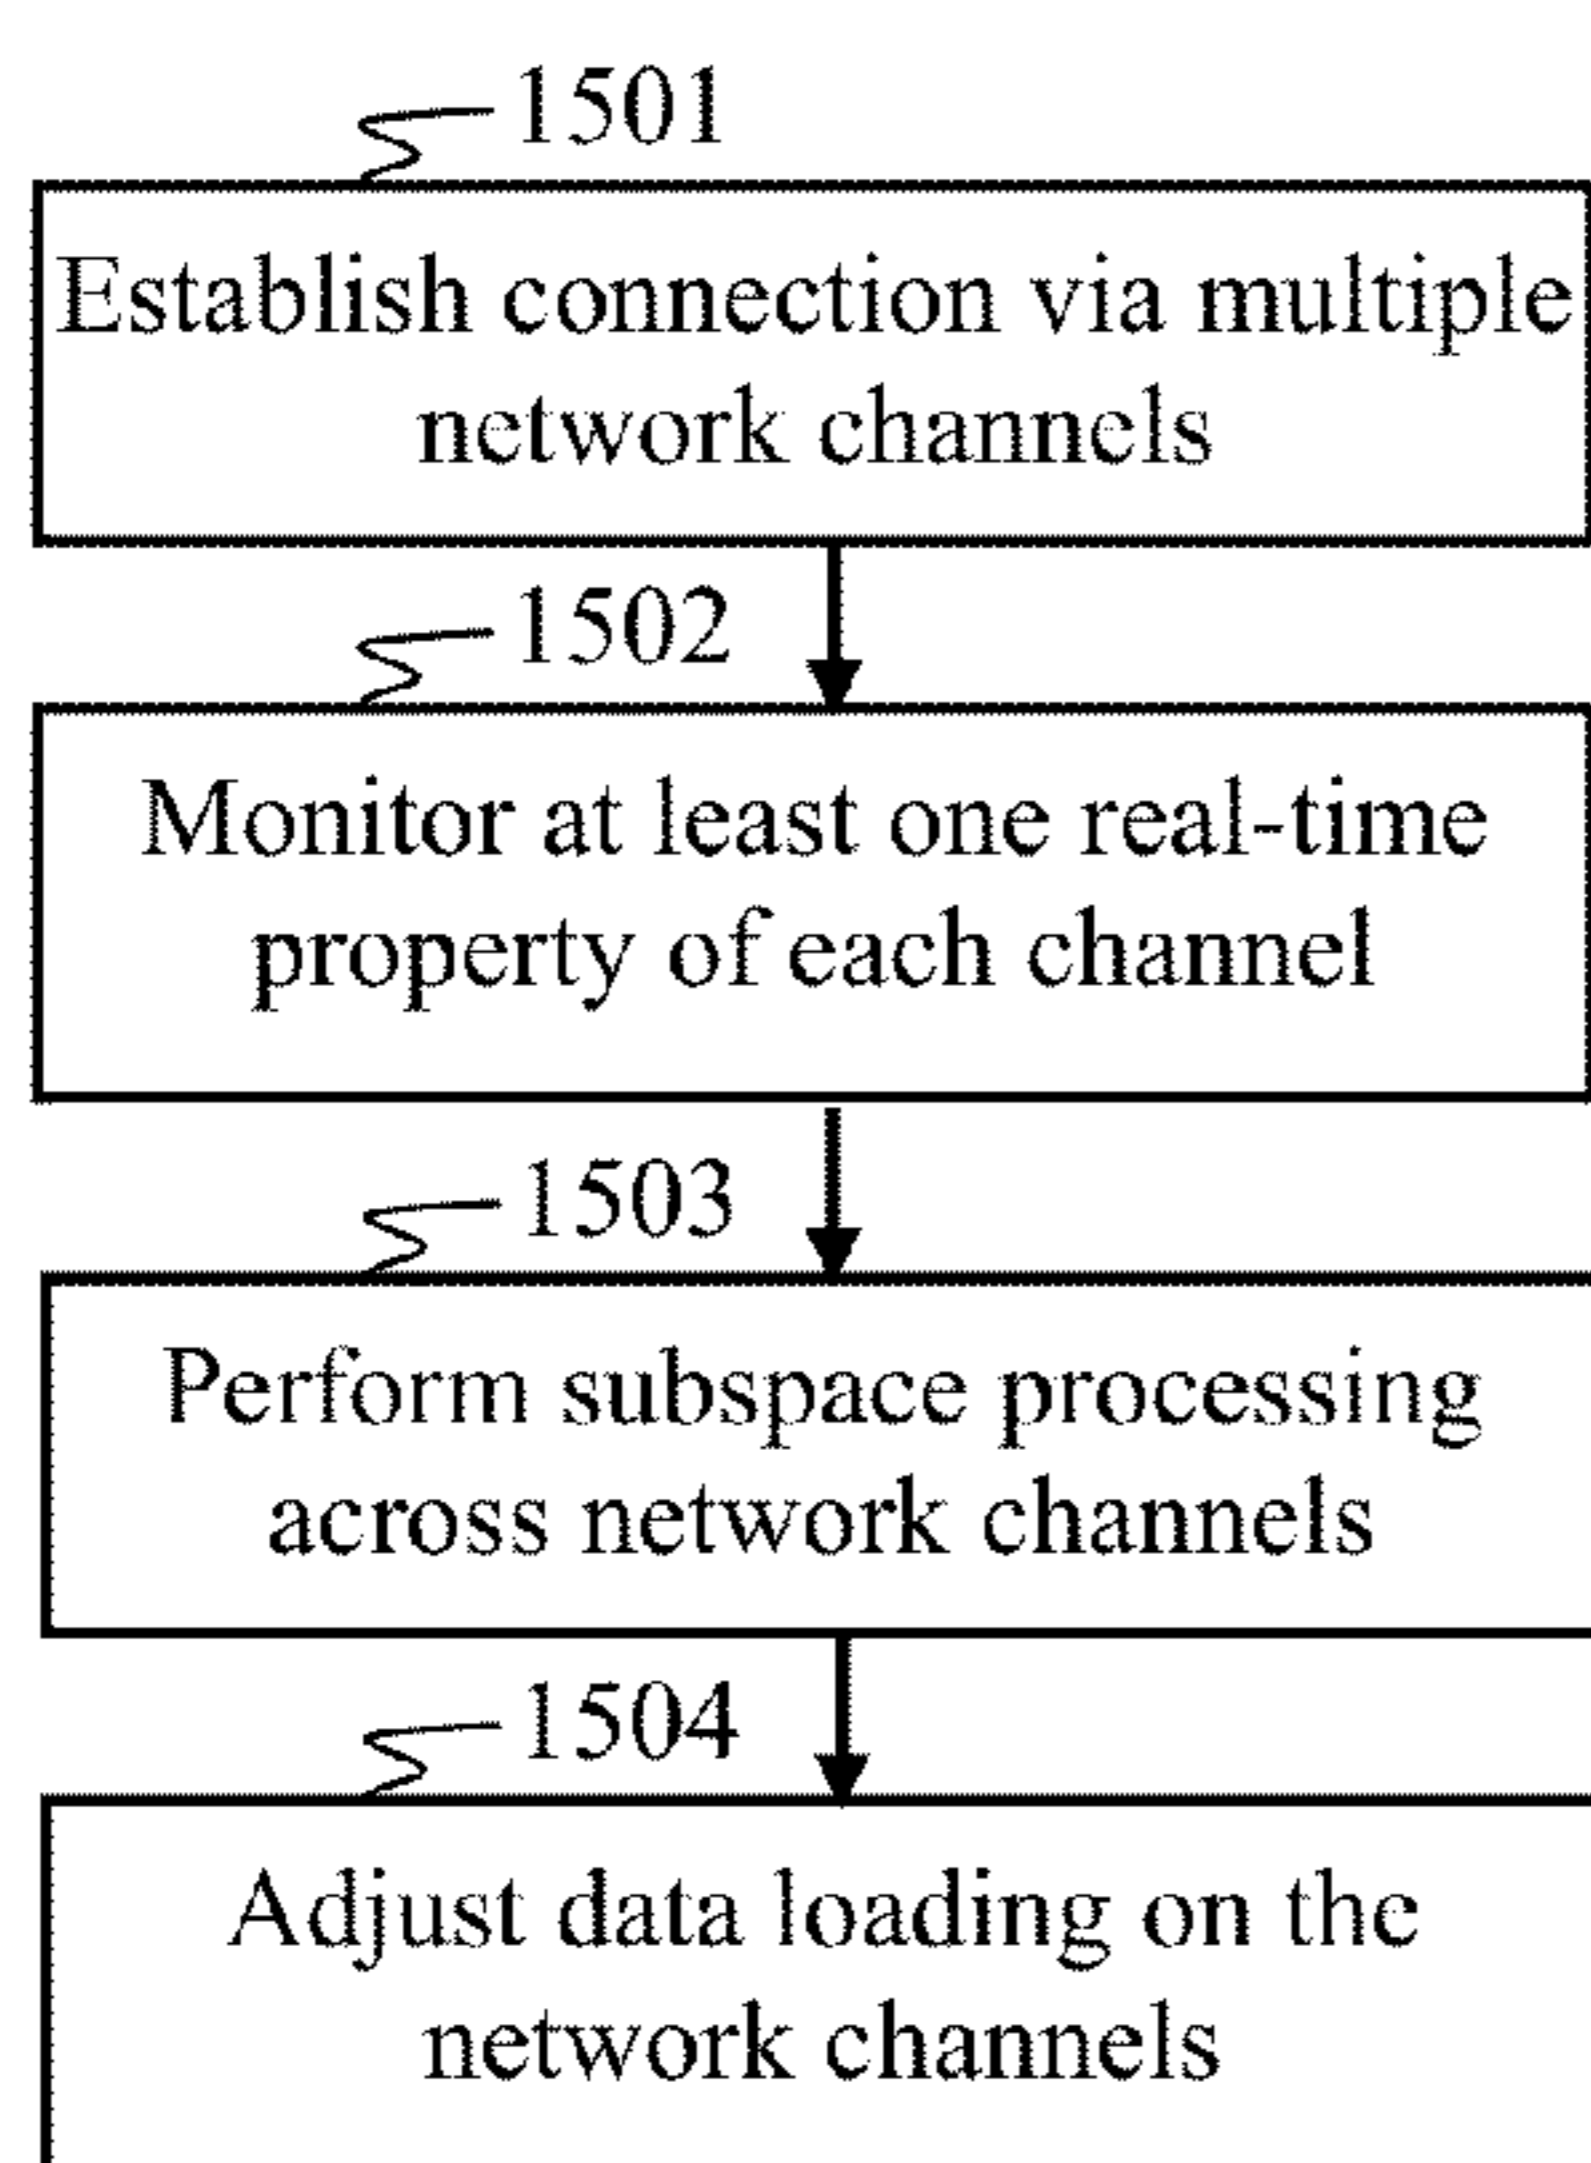 1501
Establish connection via multiple
network channels
1502
Monitor at least one real-time
property of each channel
1503
Perform subspace processing
across network channels
1504
Adjust data loading on the
network channels